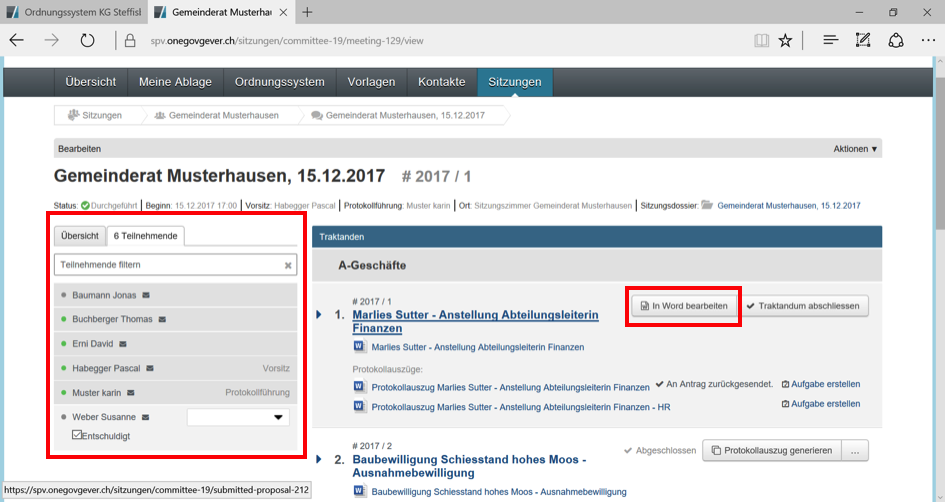 Ordnungssystem KG Steffisb
Gemeinderat Musterhau
spv.onegovgever.ch/sitzungen/committee-19/meeting-129/view
Übersicht Meine Ablage Ordnungssystem Vorlagen Kontakte Sitzungen
Sitzungen Gemeinderat Musterhausen Gemeinderat Musterhausen, 15.12.2017
Bearbeiten Aktionen ▼
Gemeinderat Musterhausen, 15.12.2017 # 2017 / 1
Status: Durchgeführt Beginn: 15.12.2017 17:00 Vorsitz: Habegger Pascal Protokollführung: Muster karin Ort: Sitzungszimmer Gemeinderat Musterhausen Sitzungsdossier: Gemeinderat Musterhausen, 15.12.2017
Übersicht 6 Teilnehmende
Teilnehmende filtern
Baumann Jonas
Buchberger Thomas
Erni David
Habegger Pascal Vorsitz
Muster karin Protokollführung
Weber Susanne
Entschuldigt
Traktanden
A-Geschäfte
# 2017 / 1
1. Marlies Sutter - Anstellung Abteilungsleiterin
Finanzen
In Word bearbeiten Traktandum abschliessen
Marlies Sutter - Anstellung Abteilungsleiterin Finanzen
Protokollauszüge:
Protokollauszug Marlies Sutter - Anstellung Abteilungsleiterin Finanzen An Antrag zurückgesendet. Aufgabe erstellen
Protokollauszug Marlies Sutter - Anstellung Abteilungsleiterin Finanzen - HR Aufgabe erstellen
# 2017 / 2
2. Baubewilligung Schiesstand hohes Moos -
Ausnahmebewilligung
Abgeschlossen Protokollauszug generieren ...
Baubewilligung Schiesstand hohes Moos - Ausnahmebewilligung
https://spv.onegovgever.ch/sitzungen/committee-19/submitted-proposal-212